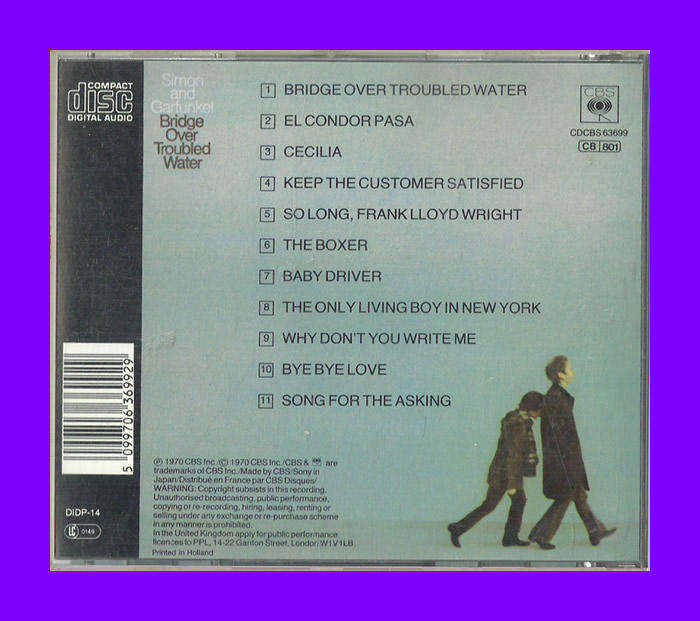 COMPACT
disc
DIGITAL AUDIO
Simon
and
Garfunkel
Bridge
Over
Troubled
Water
1 BRIDGE OVER TROUBLED WATER
2 EL CONDOR PASA
3 CECILIA
4 KEEP THE CUSTOMER SATISFIED
5 SO LONG, FRANK LLOYD WRIGHT
6 THE BOXER
7 BABY DRIVER
8 THE ONLY LIVING BOY IN NEW YORK
9 WHY DON'T YOU WRITE ME
10 BYE BYE LOVE
11 SONG FOR THE ASKING
CBS
CDCBS 63699
CB 801
5 099706 369929
DIDP-14
LC 0149
℗ 1970 CBS Inc./© 1970 CBS Inc./CBS & are
trademarks of CBS Inc./Made by CBS/Sony in
Japan/Distribué en France par CBS Disques/
WARNING: Copyright subsists in this recording.
Unauthorised broadcasting, public performance,
copying or re-recording, hiring, leasing, renting or
selling under any exchange or re-purchase scheme
in any manner is prohibited.
In the United Kingdom apply for public performance
licences to PPL, 14-22 Ganton Street, London W1V1LB.
Printed in Holland